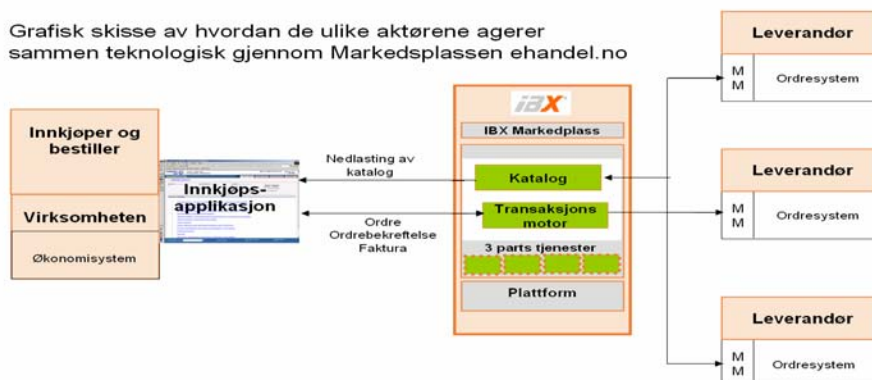 Grafisk skisse av hvordan de ulike aktørene agerer
sammen teknologisk gjennom Markedsplassen ehandel.no
Innkjøper og
bestiller
Virksomheten
Økonomisystem
Innkjøps-
applikasjon
Nedlasting av
katalog
Ordre
Ordrebekreftelse
Faktura
IBX
IBX Markedplass
Katalog
Transaksjons
motor
3 parts tjenester
Plattform
Leverandør
M
M
Ordresystem
Leverandør
M
M
Ordresystem
Leverandør
M
M
Ordresystem